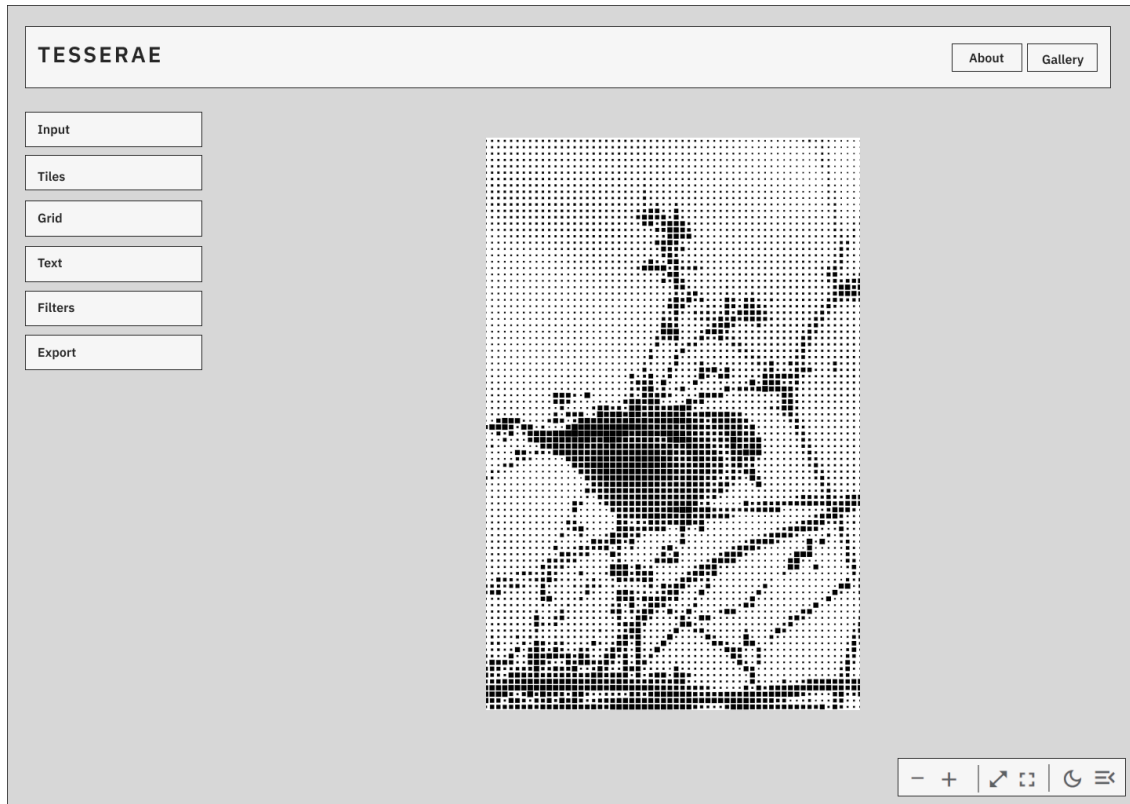 TESSERAE
About
Gallery
Input
Tiles
Grid
Text
Filters
Export